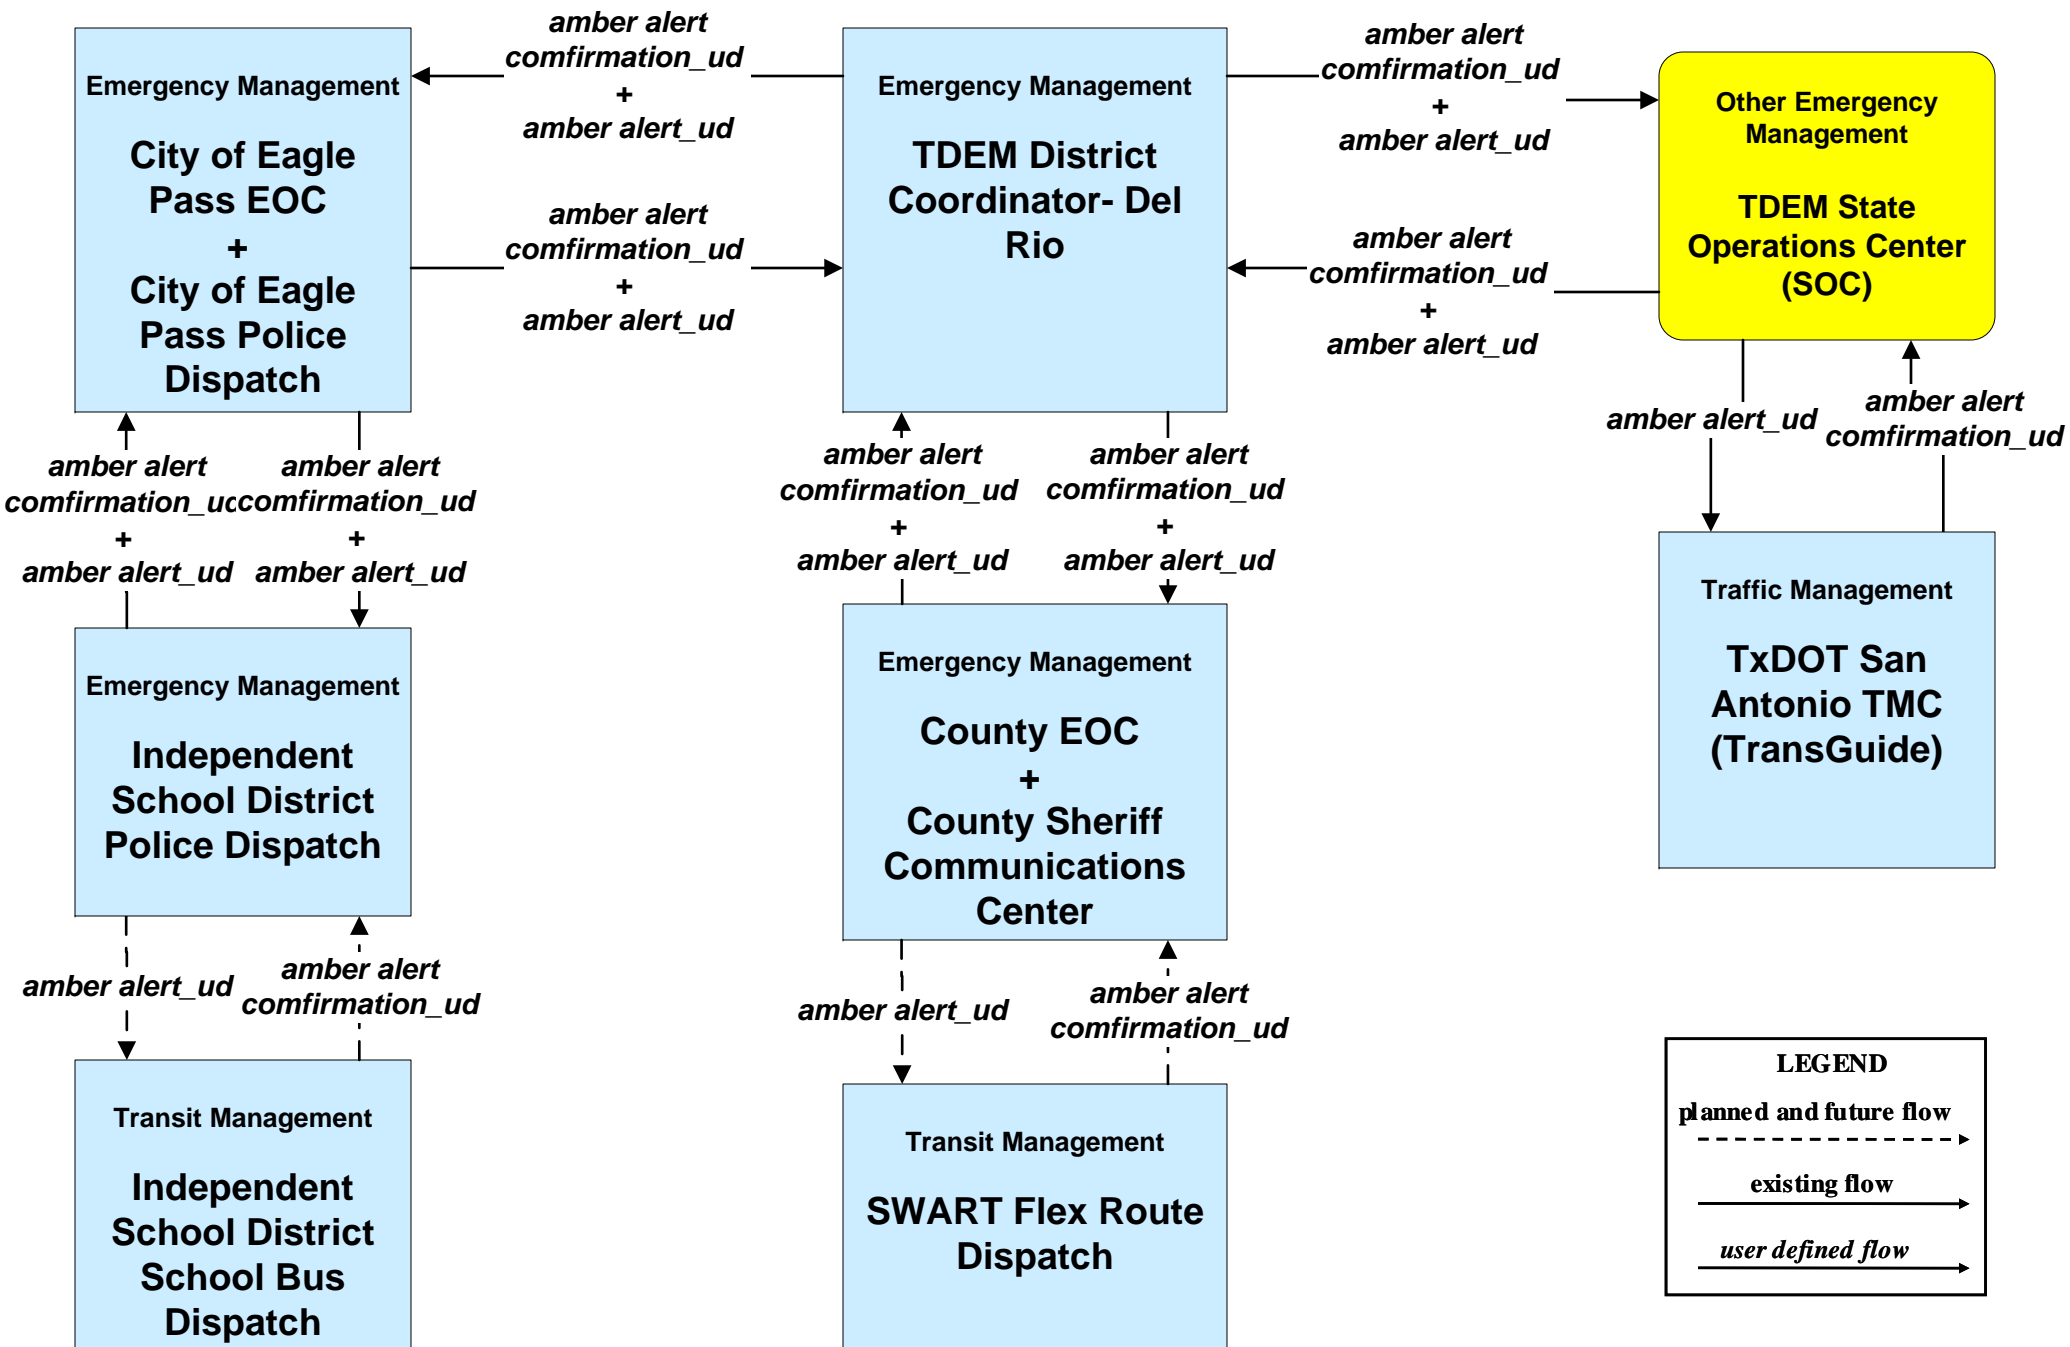 amber alert
comfirmation_ud
+
amber alert_ud
amber alert
comfirmation_ud
+
amber alert_ud
Emergency Management
City of Eagle
Pass EOC
+
City of Eagle
Pass Police
Dispatch
amber alert
comfirmation_ud
+
amber alert_ud
Emergency Management
TDEM District
Coordinator- Del
Rio
amber alert
comfirmation_ud
+
amber alert_ud
Other Emergency
Management
TDEM State
Operations Center
(SOC)
amber alert
comfirmation_ud
+
amber alert_ud
amber alert
comfirmation_ud
+
amber alert_ud
amber alert
comfirmation_ud
+
amber alert_ud
amber alert
comfirmation_ud
+
amber alert_ud
amber alert_ud
amber alert
comfirmation_ud
Emergency Management
Independent
School District
Police Dispatch
Emergency Management
County EOC
+
County Sheriff
Communications
Center
Traffic Management
TxDOT San
Antonio TMC
(TransGuide)
amber alert_ud
amber alert
comfirmation_ud
amber alert_ud
amber alert
comfirmation_ud
Transit Management
Independent
School District
School Bus
Dispatch
Transit Management
SWART Flex Route
Dispatch
LEGEND
planned and future flow
existing flow
user defined flow